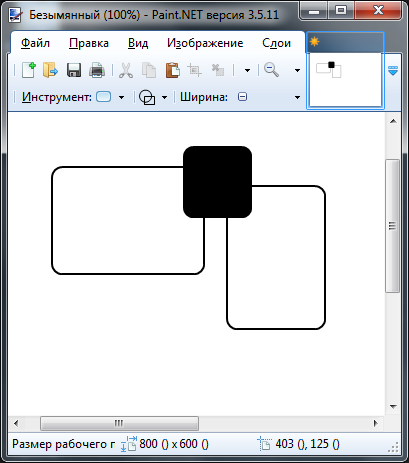 Безымянный (100%) - Paint.NET версия 3.5.11
Файл Правка Вид Изображение Слои
Инструмент: Ширина:
Размер рабочего г 800 () x 600 () 403 (), 125 ()